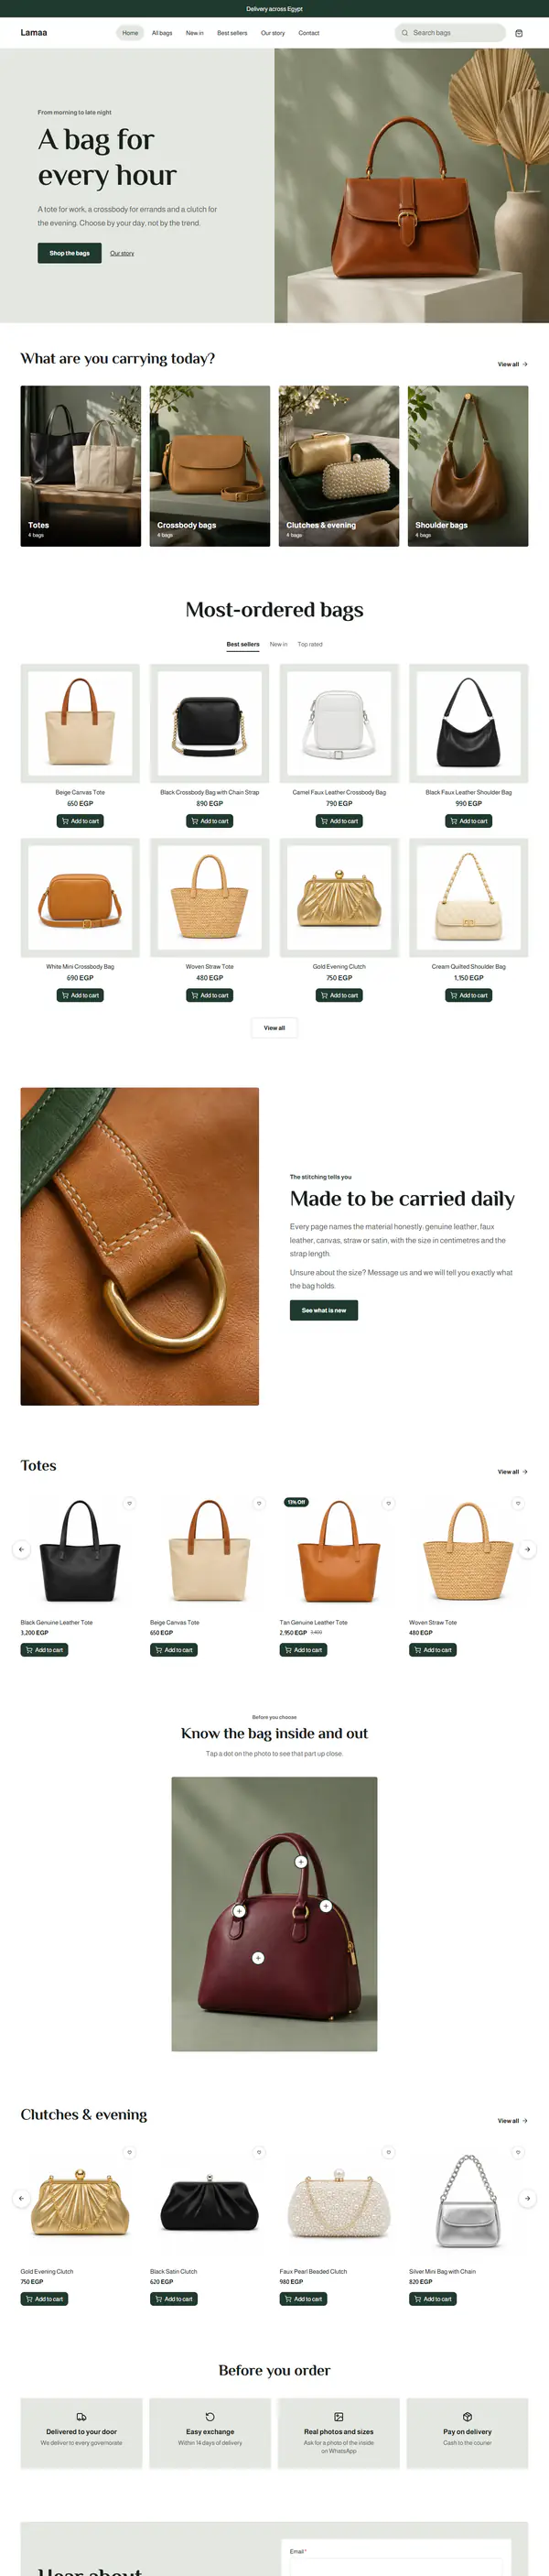 Delivery across Egypt
Lamaa
Home
All bags
New in
Best sellers
Our story
Contact
Search bags
From morning to late night
A bag for
every hour
A tote for work, a crossbody for errands and a clutch for
the evening. Choose by your day, not by the trend.
Shop the bags
Our story
What are you carrying today?
View all
Totes
4 bags
Crossbody bags
4 bags
Clutches & evening
4 bags
Shoulder bags
4 bags
Most-ordered bags
Best sellers
New in
Top rated
Beige Canvas Tote
650 EGP
Add to cart
Black Crossbody Bag with Chain Strap
890 EGP
Add to cart
Camel Faux Leather Crossbody Bag
790 EGP
Add to cart
Black Faux Leather Shoulder Bag
990 EGP
Add to cart
White Mini Crossbody Bag
690 EGP
Add to cart
Woven Straw Tote
480 EGP
Add to cart
Gold Evening Clutch
750 EGP
Add to cart
Cream Quilted Shoulder Bag
1,150 EGP
Add to cart
View all
The stitching tells you
Made to be carried daily
Every page names the material honestly, genuine leather, faux
leather, canvas, straw or satin, with the size in centimetres and the
strap length.
Unsure about the size? Message us and we will tell you exactly what
the bag holds.
See what is new
Totes
View all
Black Genuine Leather Tote
3,200 EGP
Add to cart
Beige Canvas Tote
650 EGP
Add to cart
13% Off
Tan Genuine Leather Tote
2,950 EGP 3,400
Add to cart
Woven Straw Tote
480 EGP
Add to cart
Before you choose
Know the bag inside and out
Tap a dot on the photo to see that part up close.
Clutches & evening
View all
Gold Evening Clutch
750 EGP
Add to cart
Black Satin Clutch
620 EGP
Add to cart
Faux Pearl Beaded Clutch
980 EGP
Add to cart
Silver Mini Bag with Chain
820 EGP
Add to cart
Before you order
Delivered to your door
We deliver to every governorate
Easy exchange
Within 14 days of delivery
Real photos and sizes
Ask for a photo of the inside
on WhatsApp
Pay on delivery
Cash to the courier
Hear about
Email*